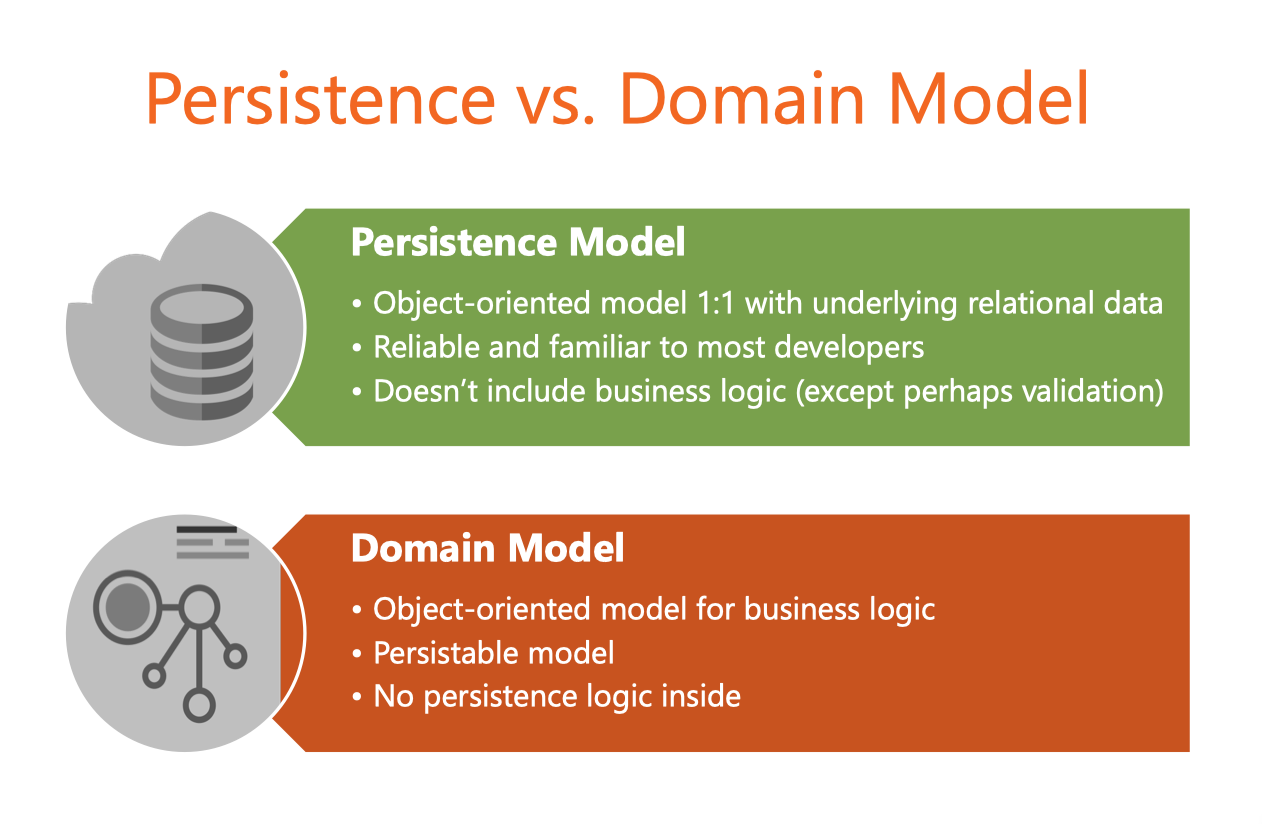 Persistence vs. Domain Model
Persistence Model
• Object-oriented model 1:1 with underlying relational data
• Reliable and familiar to most developers
• Doesn’t include business logic (except perhaps validation)
Domain Model
• Object-oriented model for business logic
• Persistable model
• No persistence logic inside